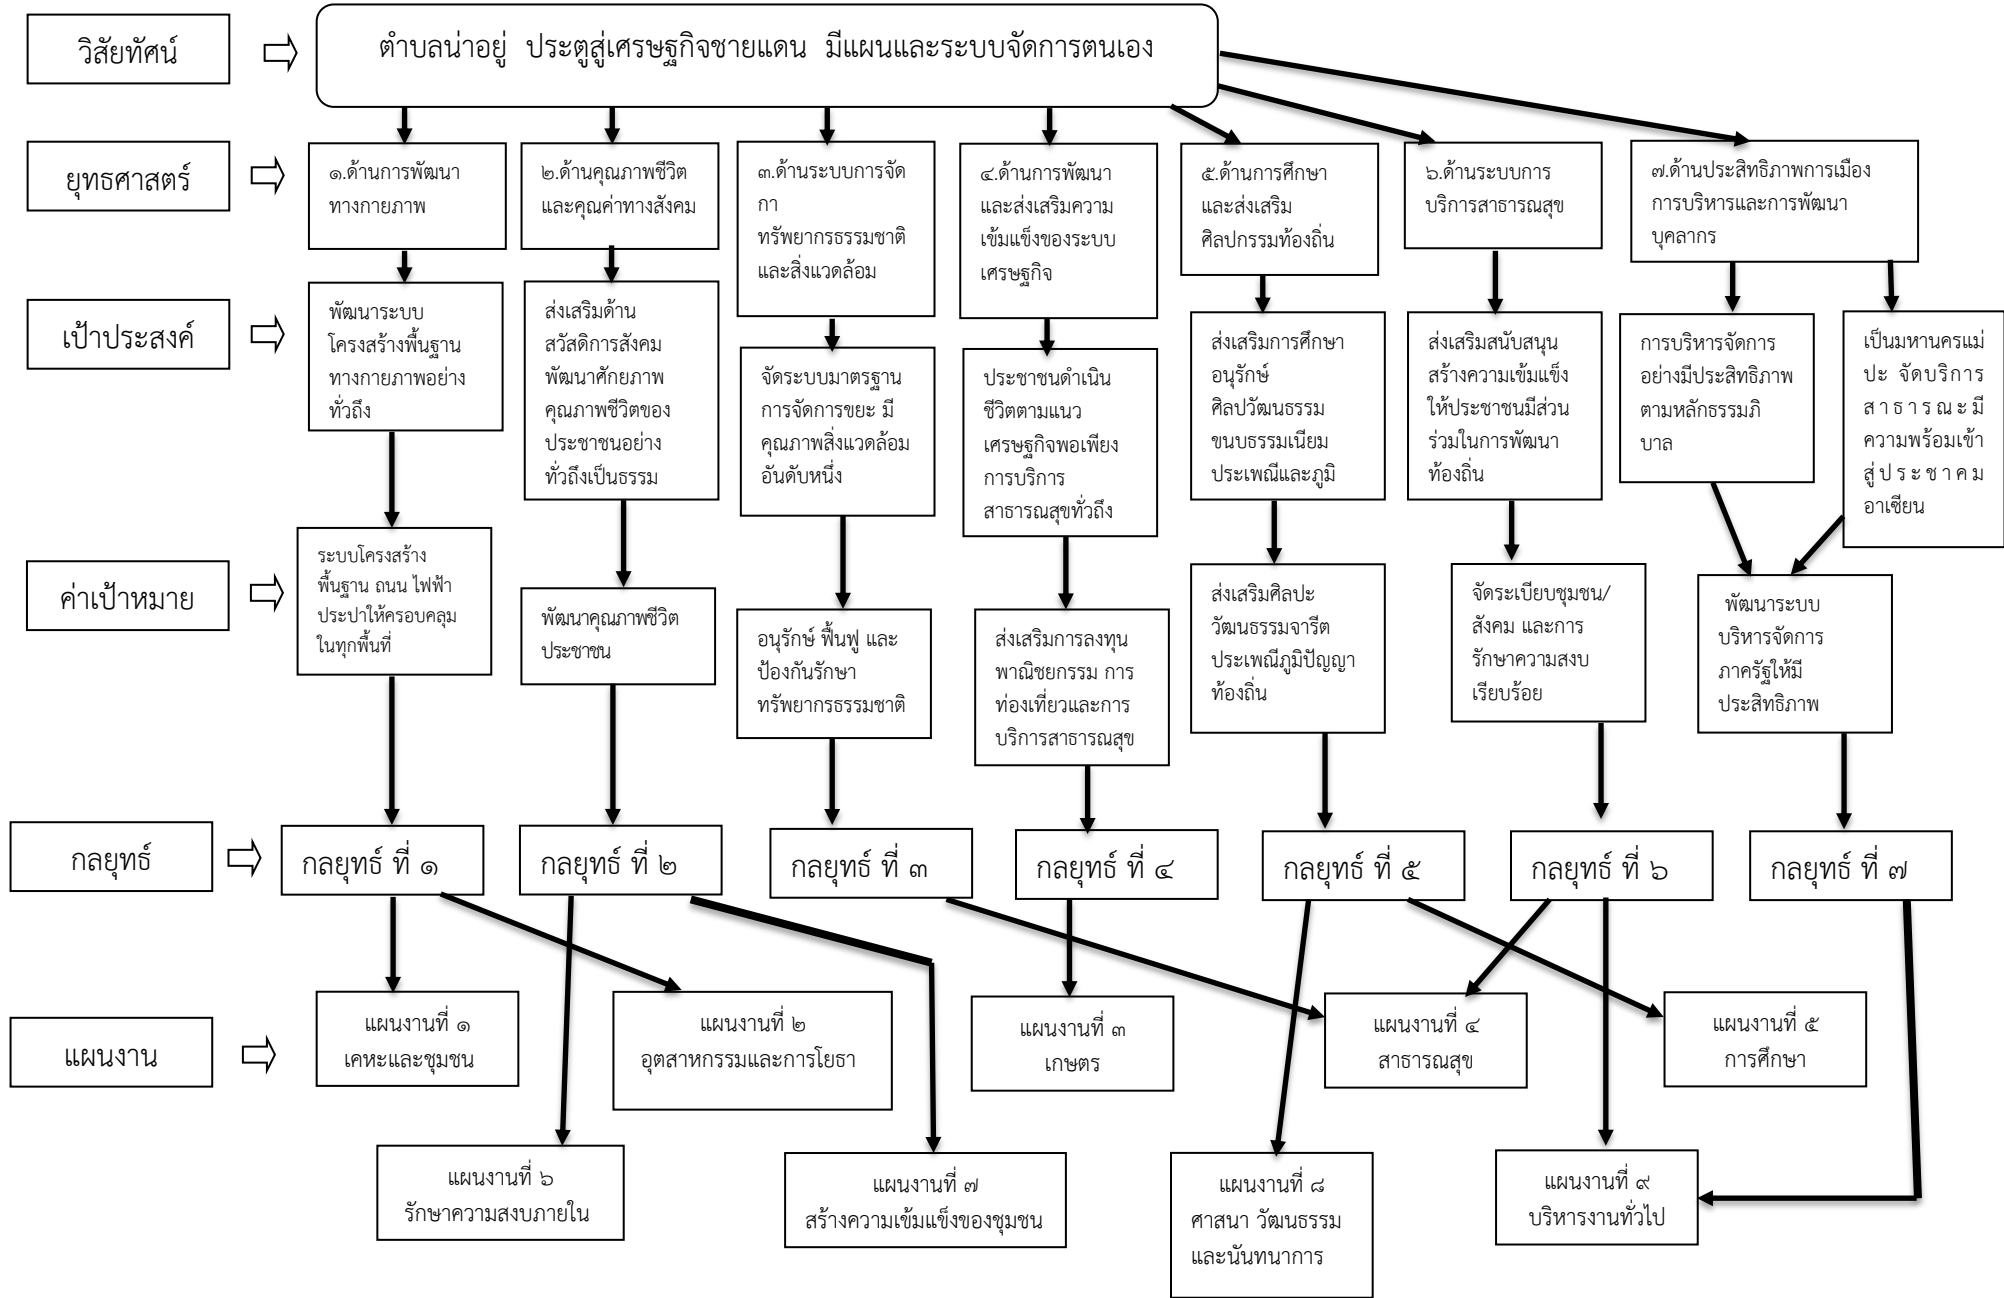 วิสัยทัศน์
ตำบลน่าอยู่ ประตูสู่เศรษฐกิจชายแดน มีแผนและระบบจัดการตนเอง
ยุทธศาสตร์
๑.ด้านการพัฒนา
ทางกายภาพ
๒.ด้านคุณภาพชีวิต
และคุณค่าทางสังคม
๓.ด้านระบบการจัด
กา
ทรัพยากรธรรมชาติ
และสิ่งแวดล้อม
๔.ด้านการพัฒนา
และส่งเสริมความ
เข้มแข็งของระบบ
เศรษฐกิจ
๕.ด้านการศึกษา
และส่งเสริม
ศิลปกรรมท้องถิ่น
๖.ด้านระบบการ
บริการสาธารณสุข
๗.ด้านประสิทธิภาพการเมือง
การบริหารและการพัฒนา
บุคลากร
เป้าประสงค์
พัฒนาระบบ
โครงสร้างพื้นฐาน
ทางกายภาพอย่าง
ทั่วถึง
ส่งเสริมด้าน
สวัสดิการสังคม
พัฒนาศักยภาพ
คุณภาพชีวิตของ
ประชาชนอย่าง
ทั่วถึงเป็นธรรม
จัดระบบมาตรฐาน
การจัดการขยะ มี
คุณภาพสิ่งแวดล้อม
อันดับหนึ่ง
ประชาชนดำเนิน
ชีวิตตามแนว
เศรษฐกิจพอเพียง
การบริการ
สาธารณสุขทั่วถึง
ส่งเสริมการศึกษา
อนุรักษ์
ศิลปวัฒนธรรม
ขนบธรรมเนียม
ประเพณีและภูมิ
ส่งเสริมสนับสนุน
สร้างความเข้มแข็ง
ให้ประชาชนมีส่วน
ร่วมในการพัฒนา
ท้องถิ่น
การบริหารจัดการ
อย่างมีประสิทธิภาพ
ตามหลักธรรมภิ
บาล
เป็นมหานครแม่
ปะ จัดบริการ
สาธารณะมี
ความพร้อมเข้า
สู่ประชาคม
อาเซียน
ค่าเป้าหมาย
ระบบโครงสร้าง
พื้นฐาน ถนน ไฟฟ้า
ประปาให้ครอบคลุม
ในทุกพื้นที่
พัฒนาคุณภาพชีวิต
ประชาชน
อนุรักษ์ ฟื้นฟู และ
ป้องกันรักษา
ทรัพยากรธรรมชาติ
ส่งเสริมการลงทุน
พาณิชยกรรม การ
ท่องเที่ยวและการ
บริการสาธารณสุข
ส่งเสริมศิลปะ
วัฒนธรรมจารีต
ประเพณีภูมิปัญญา
ท้องถิ่น
จัดระเบียบชุมชน/
สังคม และการ
รักษาความสงบ
เรียบร้อย
พัฒนาระบบ
บริหารจัดการ
ภาครัฐให้มี
ประสิทธิภาพ
กลยุทธ์
กลยุทธ์ ที่ ๑
กลยุทธ์ ที่ ๒
กลยุทธ์ ที่ ๓
กลยุทธ์ ที่ ๔
กลยุทธ์ ที่ ๕
กลยุทธ์ ที่ ๖
กลยุทธ์ ที่ ๗
แผนงาน
แผนงานที่ ๑
เคหะและชุมชน
แผนงานที่ ๒
อุตสาหกรรมและการโยธา
แผนงานที่ ๓
เกษตร
แผนงานที่ ๔
สาธารณสุข
แผนงานที่ ๕
การศึกษา
แผนงานที่ ๖
รักษาความสงบภายใน
แผนงานที่ ๗
สร้างความเข้มแข็งของชุมชน
แผนงานที่ ๘
ศาสนา วัฒนธรรม
และนันทนาการ
แผนงานที่ ๙
บริหารงานทั่วไป